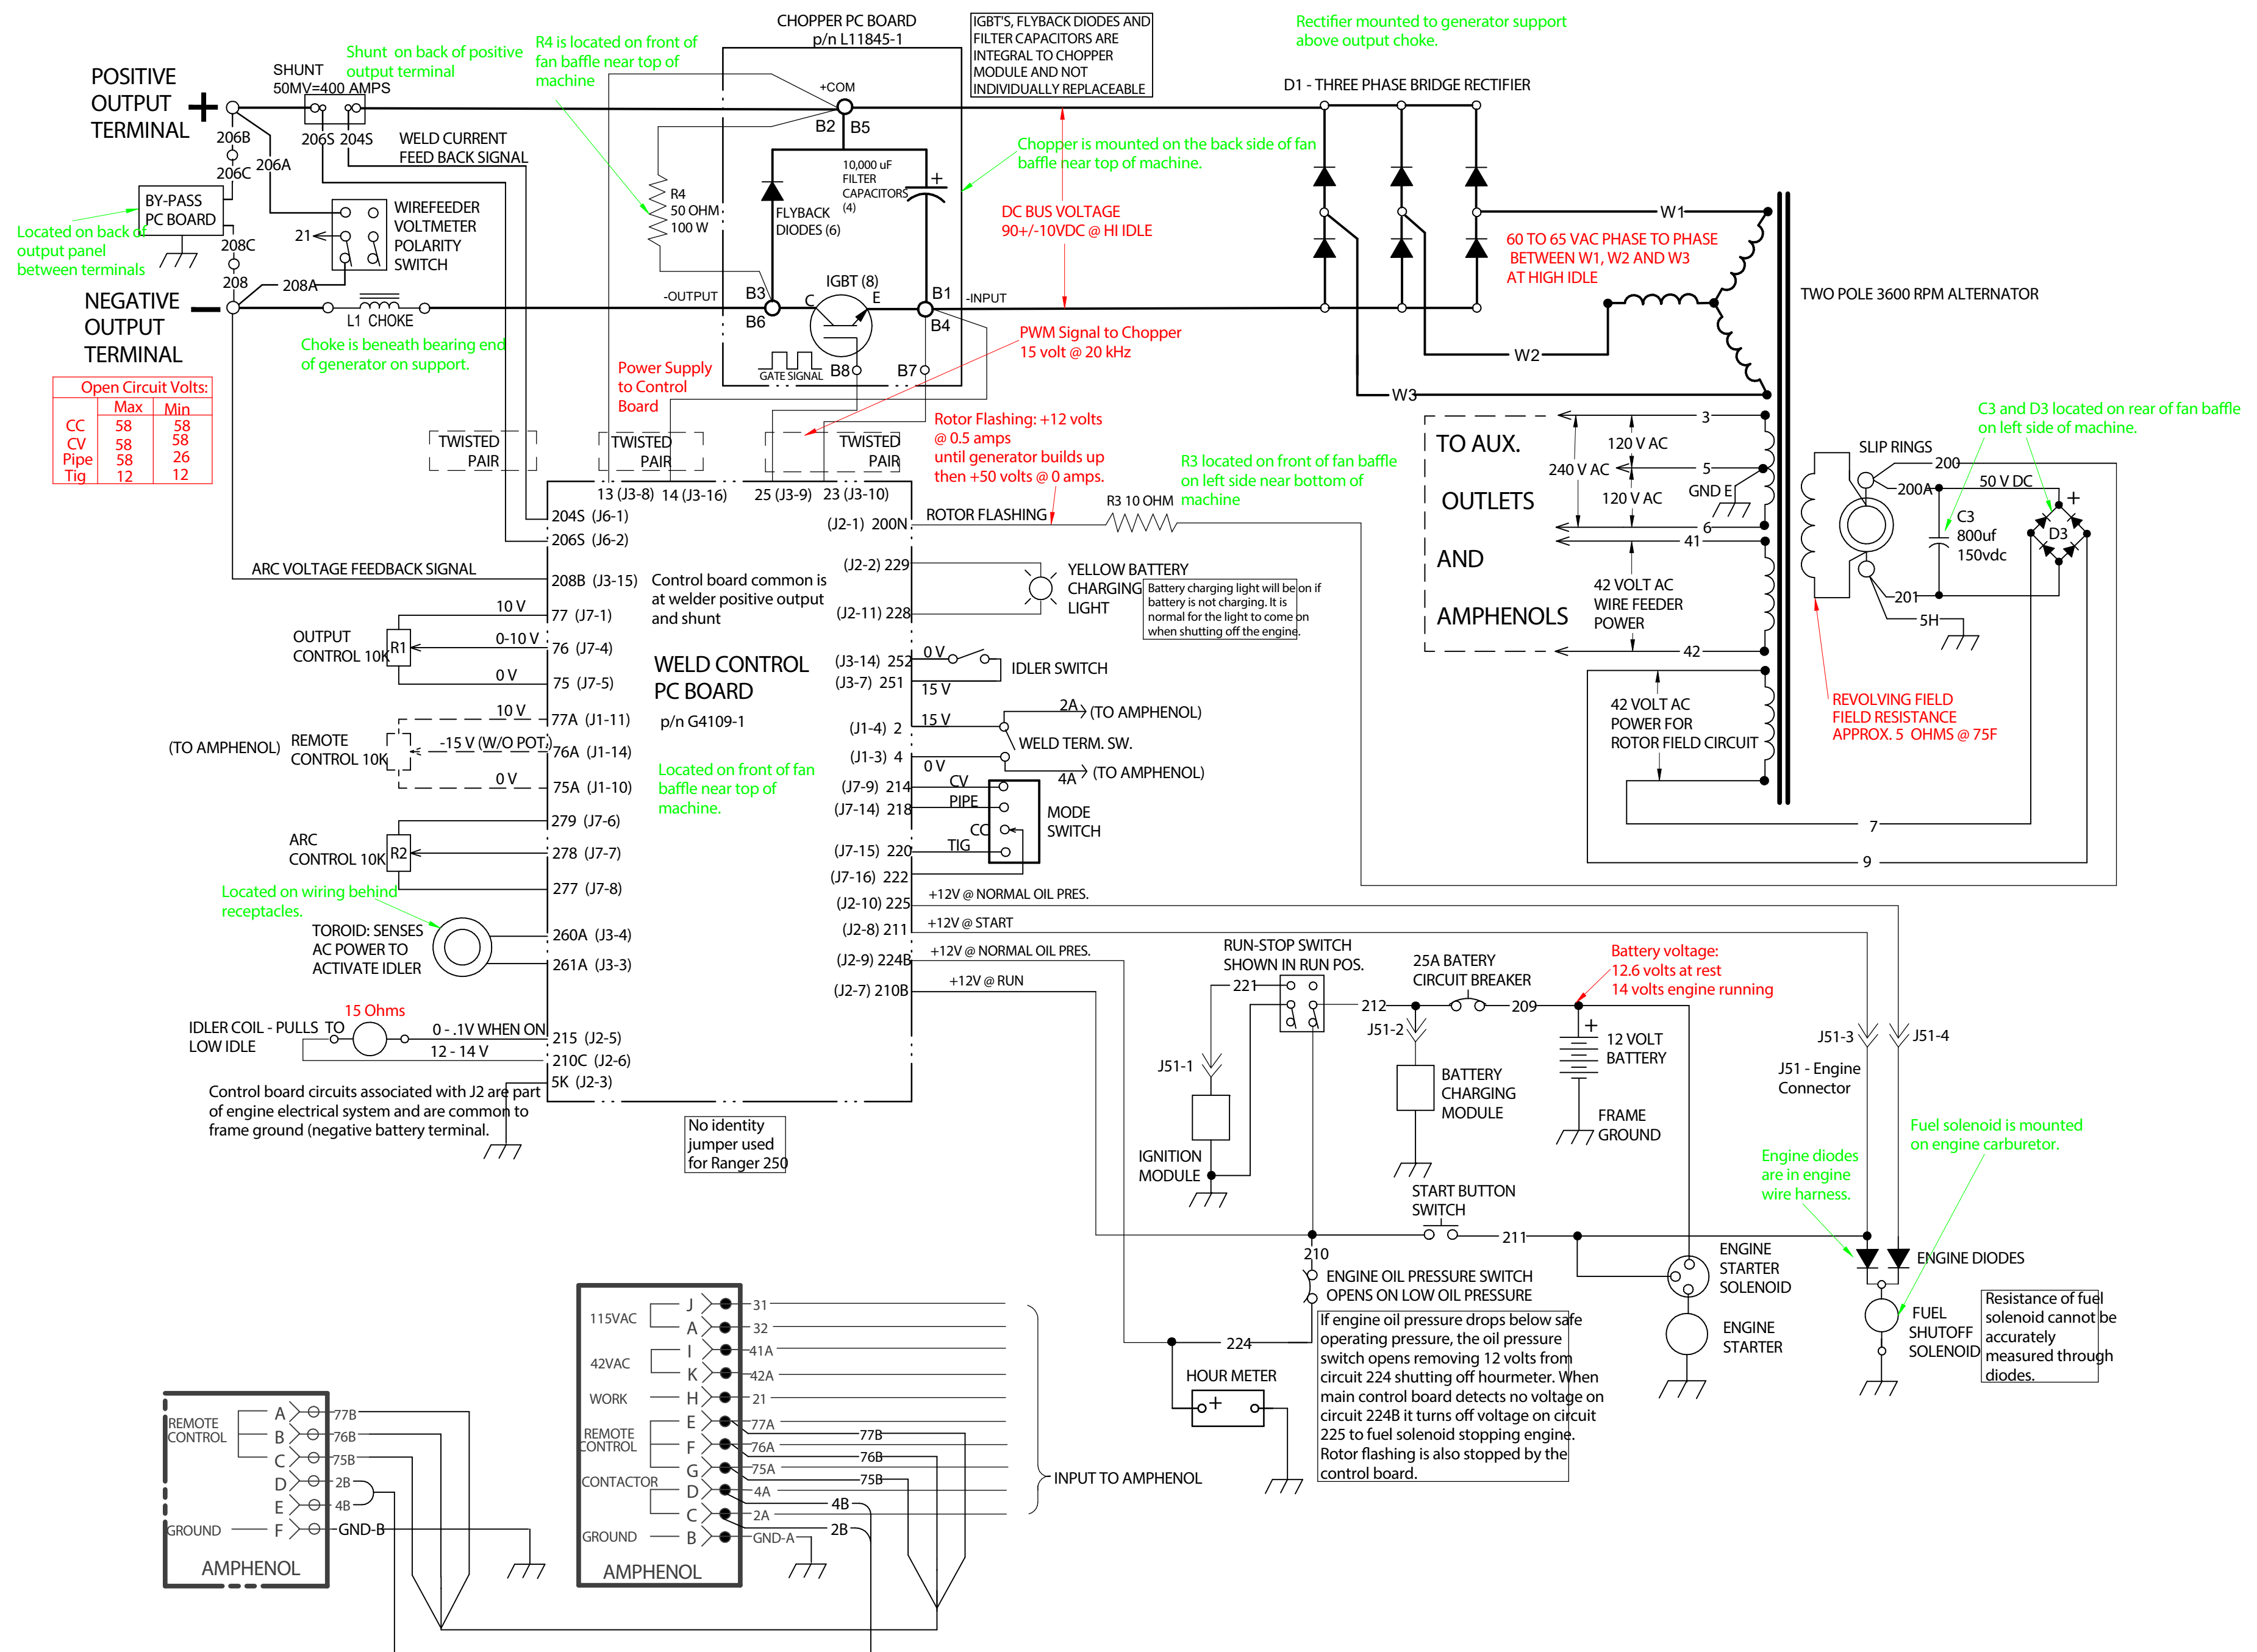 CHOPPER PC BOARD
p/n L11845-1
IGBT'S, FLYBACK DIODES AND
FILTER CAPACITORS ARE
INTEGRAL TO CHOPPER
MODULE AND NOT
INDIVIDUALLY REPLACEABLE
Rectifier mounted to generator support
above output choke.
R4 is located on front of
fan baffle near top of
machine
Shunt on back of positive
output terminal
SHUNT
50MV=400 AMPS
POSITIVE
OUTPUT
TERMINAL
+
D1 - THREE PHASE BRIDGE RECTIFIER
+COM
B2
B5
206B
206S
204S
WELD CURRENT
FEED BACK SIGNAL
206A
206C
Chopper is mounted on the back side of fan
baffle near top of machine.
10,000 uF
FILTER
CAPACITORS
(4)
+
R4
50 OHM
100 W
FLYBACK
DIODES (6)
BY-PASS
PC BOARD
WIREFEEDER
VOLTMETER
POLARITY
SWITCH
21
Located on back of
output panel
between terminals
208C
208
208A
DC BUS VOLTAGE
90+/-10VDC @ HI IDLE
W1
60 TO 65 VAC PHASE TO PHASE
BETWEEN W1, W2 AND W3
AT HIGH IDLE
TWO POLE 3600 RPM ALTERNATOR
NEGATIVE
OUTPUT
TERMINAL
L1 CHOKE
-OUTPUT
B3
B6
IGBT (8)
C
E
B1
B4
-INPUT
Choke is beneath bearing end
of generator on support.
PWM Signal to Chopper
15 volt @ 20 kHz
W2
W3
GATE SIGNAL
B8
B7
Power Supply
to Control
Board
Open Circuit Volts:
Max Min
CC 58 58
CV 58 58
Pipe 58 26
Tig 12 12
Rotor Flashing: +12 volts
@ 0.5 amps
until generator builds up
then +50 volts @ 0 amps.
TWISTED
PAIR
TWISTED
PAIR
TWISTED
PAIR
R3 located on front of fan baffle
on left side near bottom of
machine
R3 10 OHM
TO AUX.
OUTLETS
AND
AMPHENOLS
3
120 V AC
240 V AC
5
120 V AC
GND E
6
41
42 VOLT AC
WIRE FEEDER
POWER
42
42 VOLT AC
POWER FOR
ROTOR FIELD CIRCUIT
7
9
C3 and D3 located on rear of fan baffle
on left side of machine.
SLIP RINGS
200
200A
50 V DC
+
C3
800uf
150vdc
D3
201
5H
REVOLVING FIELD
FIELD RESISTANCE
APPROX. 5 OHMS @ 75F
13 (J3-8)
14 (J3-16)
25 (J3-9)
23 (J3-10)
204S (J6-1)
206S (J6-2)
ARC VOLTAGE FEEDBACK SIGNAL
208B (J3-15)
Control board common is
at welder positive output
and shunt
WELD CONTROL
PC BOARD
p/n G4109-1
Located on front of fan
baffle near top of
machine.
OUTPUT
CONTROL 10K
R1
10 V
77 (J7-1)
0-10 V
76 (J7-4)
0 V
75 (J7-5)
(TO AMPHENOL)
REMOTE
CONTROL 10K
10 V
77A (J1-11)
-15 V (W/O POT.)
76A (J1-14)
0 V
75A (J1-10)
ARC
CONTROL 10K
R2
279 (J7-6)
278 (J7-7)
277 (J7-8)
Located on wiring behind
receptacles.
TOROID: SENSES
AC POWER TO
ACTIVATE IDLER
260A (J3-4)
261A (J3-3)
15 Ohms
IDLER COIL - PULLS TO
LOW IDLE
0 - .1V WHEN ON
215 (J2-5)
12 - 14 V
210C (J2-6)
5K (J2-3)
Control board circuits associated with J2 are part
of engine electrical system and are common to
frame ground (negative battery terminal.
No identity
jumper used
for Ranger 250
(J2-1) 200N
ROTOR FLASHING
(J2-2) 229
(J2-11) 228
YELLOW BATTERY
CHARGING
LIGHT
Battery charging light will be on if
battery is not charging. It is
normal for the light to come on
when shutting off the engine.
(J3-14) 252
0 V
(J3-7) 251
15 V
IDLER SWITCH
(J1-4) 2
15 V
2A
(TO AMPHENOL)
WELD TERM. SW.
(J1-3) 4
0 V
4A
(TO AMPHENOL)
(J7-9) 214
CV
(J7-14) 218
PIPE
CC
(J7-15) 220
TIG
(J7-16) 222
MODE
SWITCH
(J2-10) 225
+12V @ NORMAL OIL PRES.
(J2-8) 211
+12V @ START
(J2-9) 224B
+12V @ NORMAL OIL PRES.
(J2-7) 210B
+12V @ RUN
RUN-STOP SWITCH
SHOWN IN RUN POS.
221
212
25A BATERY
CIRCUIT BREAKER
209
Battery voltage:
12.6 volts at rest
14 volts engine running
+
12 VOLT
BATTERY
FRAME
GROUND
J51-1
J51-2
J51-3
J51-4
J51 - Engine
Connector
IGNITION
MODULE
BATTERY
CHARGING
MODULE
Fuel solenoid is mounted
on engine carburetor.
Engine diodes
are in engine
wire harness.
START BUTTON
SWITCH
211
210
ENGINE OIL PRESSURE SWITCH
OPENS ON LOW OIL PRESSURE
If engine oil pressure drops below safe
operating pressure, the oil pressure
switch opens removing 12 volts from
circuit 224 shutting off hourmeter. When
main control board detects no voltage on
circuit 224B it turns off voltage on circuit
225 to fuel solenoid stopping engine.
Rotor flashing is also stopped by the
control board.
224
HOUR METER
+
ENGINE
STARTER
SOLENOID
ENGINE
STARTER
ENGINE DIODES
FUEL
SHUTOFF
SOLENOID
Resistance of fuel
solenoid cannot be
accurately
measured through
diodes.
REMOTE
CONTROL
A 77B
B 76B
C 75B
D 2B
E 4B
GROUND F GND-B
AMPHENOL
115VAC
J 31
A 32
42VAC
I 41A
K 42A
WORK H 21
REMOTE
CONTROL
E 77A
77B
F 76A
76B
G 75A
75B
CONTACTOR
D 4A
4B
C 2A
2B
GROUND B GND-A
AMPHENOL
INPUT TO AMPHENOL